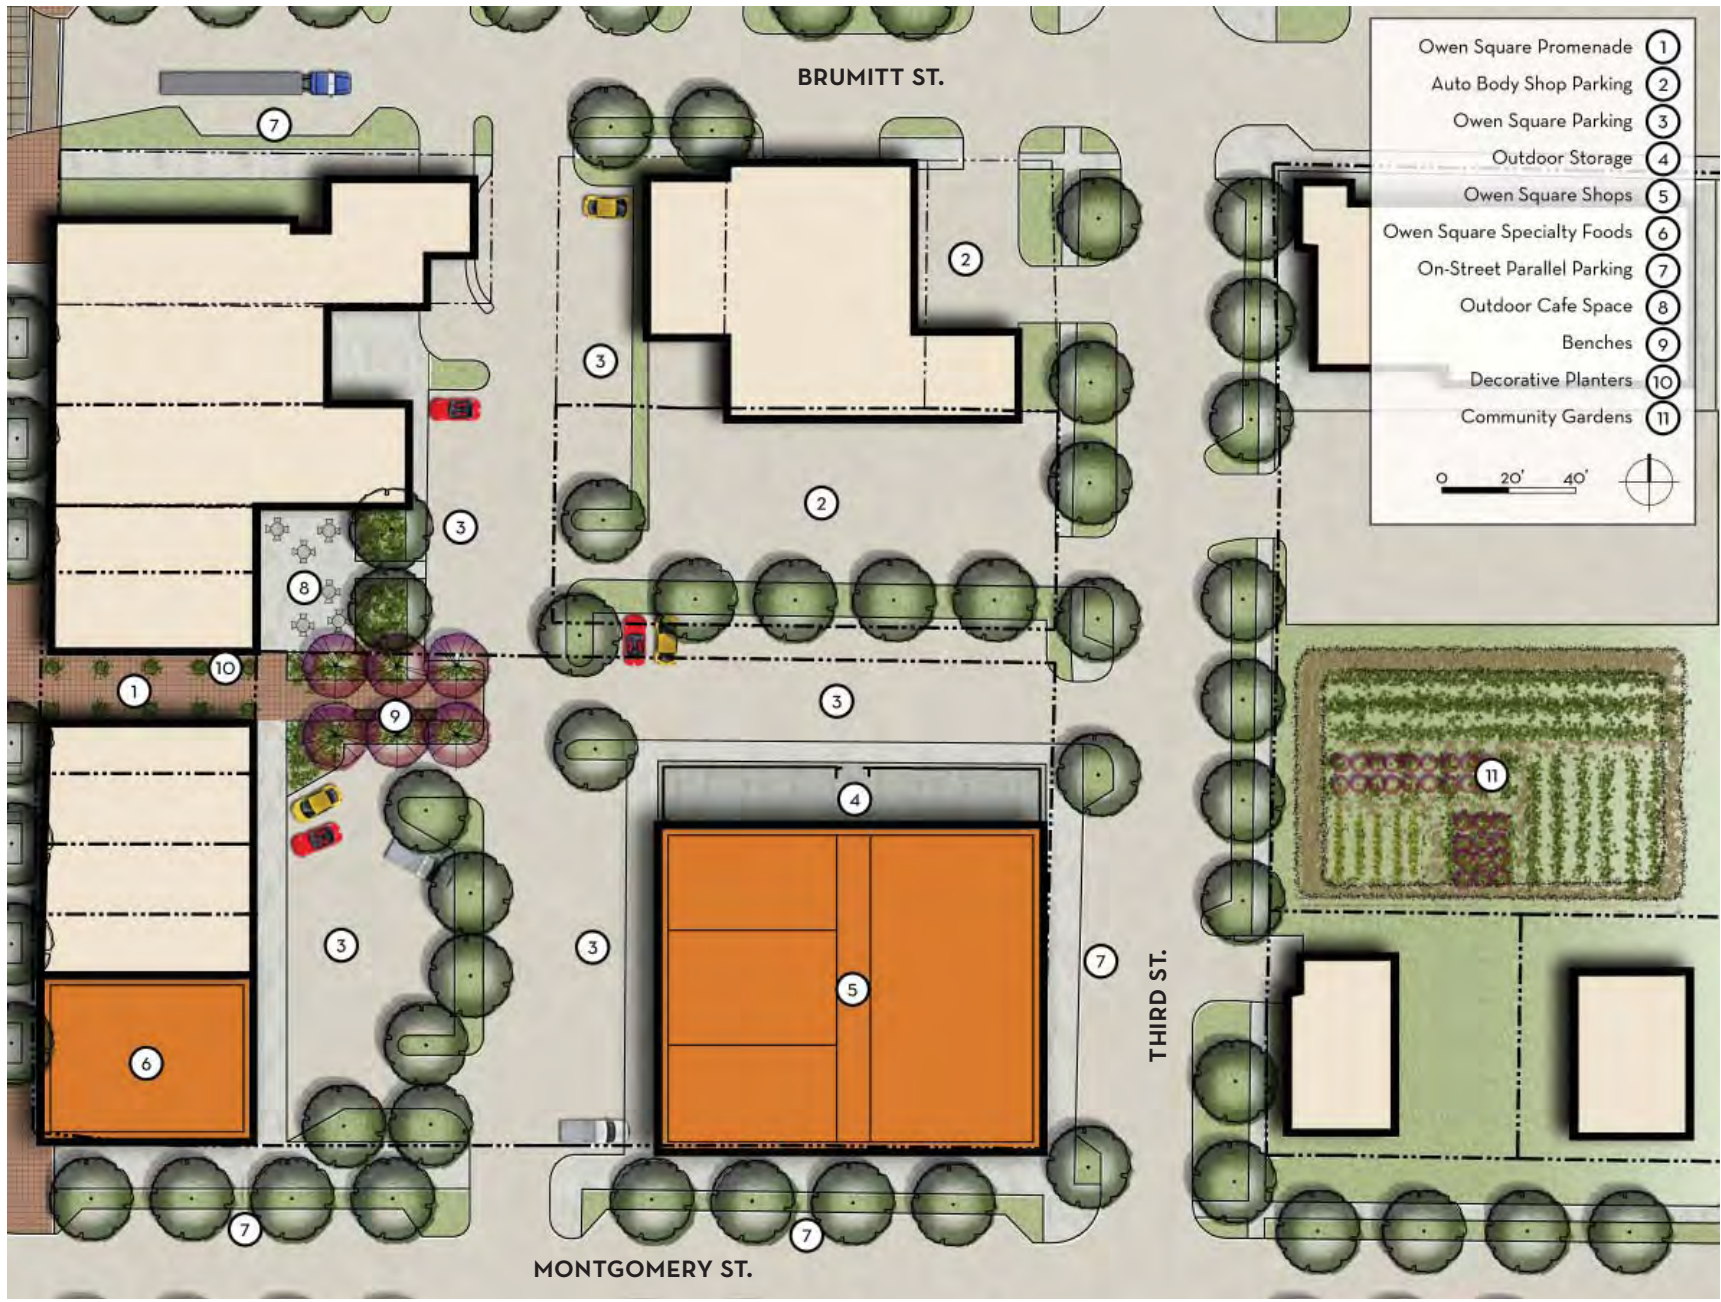 BRUMITT ST.
Owen Square Promenade 1
Auto Body Shop Parking 2
Owen Square Parking 3
Outdoor Storage 4
Owen Square Shops 5
Owen Square Specialty Foods 6
On-Street Parallel Parking 7
Outdoor Cafe Space 8
Benches 9
Decorative Planters 10
Community Gardens 11
0 20' 40'
7
2
3
2
3
8
10
1
9
3
11
4
3
3
7
5
6
THIRD ST.
7
7
MONTGOMERY ST.